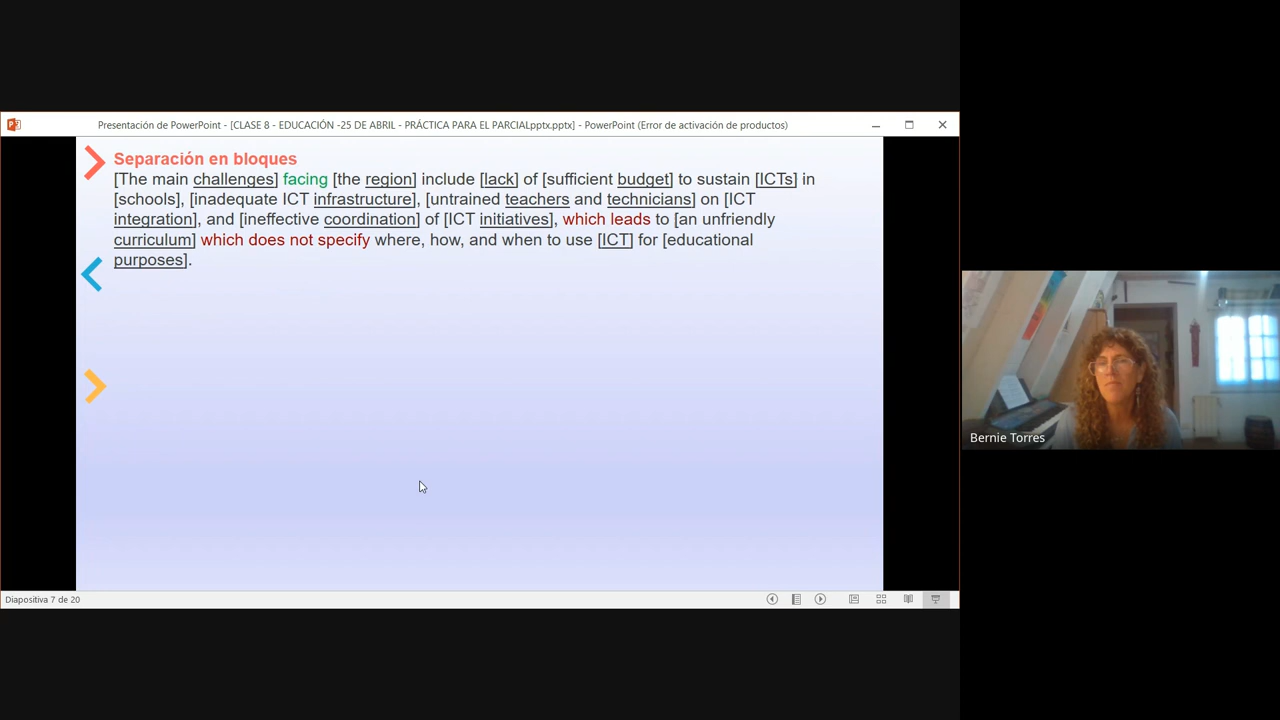 Presentación de PowerPoint - [CLASE 8 - EDUCACIÓN -25 DE ABRIL - PRÁCTICA PARA EL PARCIALpptx.pptx] - PowerPoint (Error de activación de productos)
Separación en bloques
[The main challenges] facing [the region] include [lack] of [sufficient budget] to sustain [ICTs] in
[schools], [inadequate ICT infrastructure], [untrained teachers and technicians] on [ICT
integration], and [ineffective coordination] of [ICT initiatives], which leads to [an unfriendly
curriculum] which does not specify where, how, and when to use [ICT] for [educational
purposes].
Bernie Torres
Diapositiva 7 de 20